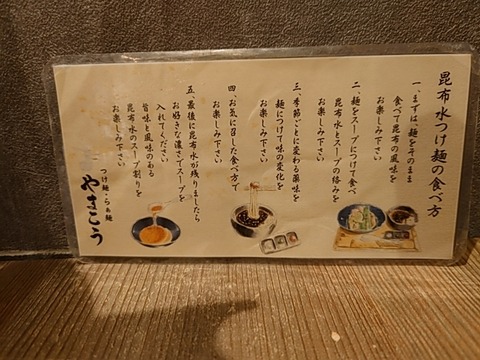 昆布水つけ麺の食べ方
一、まずは、麺をそのまま
食べて昆布の風味を
お楽しみ下さい
二、麺をスープにつけて食べ
昆布水とスープの絡みを
お楽しみ下さい
三、季節ごとに変わる薬味を
麺につけて味の変化を
お楽しみ下さい
四、お気に召した食べ方で
お楽しみ下さい
五、最後に昆布水が残りましたら
お好きな濃さでスープを
入れてください
旨味と風味のある
昆布水のスープ割りを
お楽しみ下さい
つけ麺・らぁ麺
やきこう